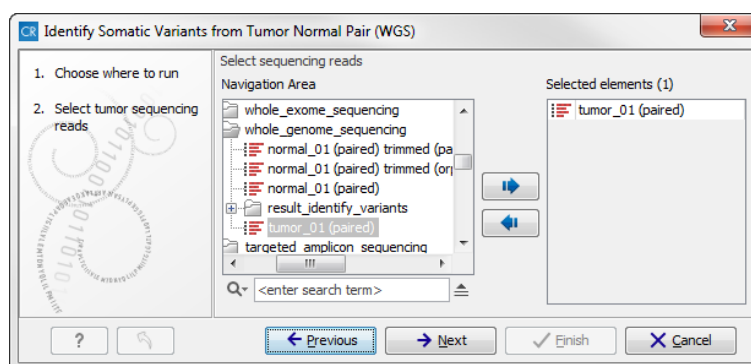 CR Identify Somatic Variants from Tumor Normal Pair (WGS)
1. Choose where to run
2. Select tumor sequencing
reads
Select sequencing reads
Navigation Area
whole_exome_sequencing
whole_genome_sequencing
normal_01 (paired) trimmed (pa
normal_01 (paired) trimmed (orp
normal_01 (paired)
result_identify_variants
tumor_01 (paired)
targeted_amplicon_sequencing
<enter search term>
Selected elements (1)
tumor_01 (paired)
?
Previous
Next
Finish
Cancel